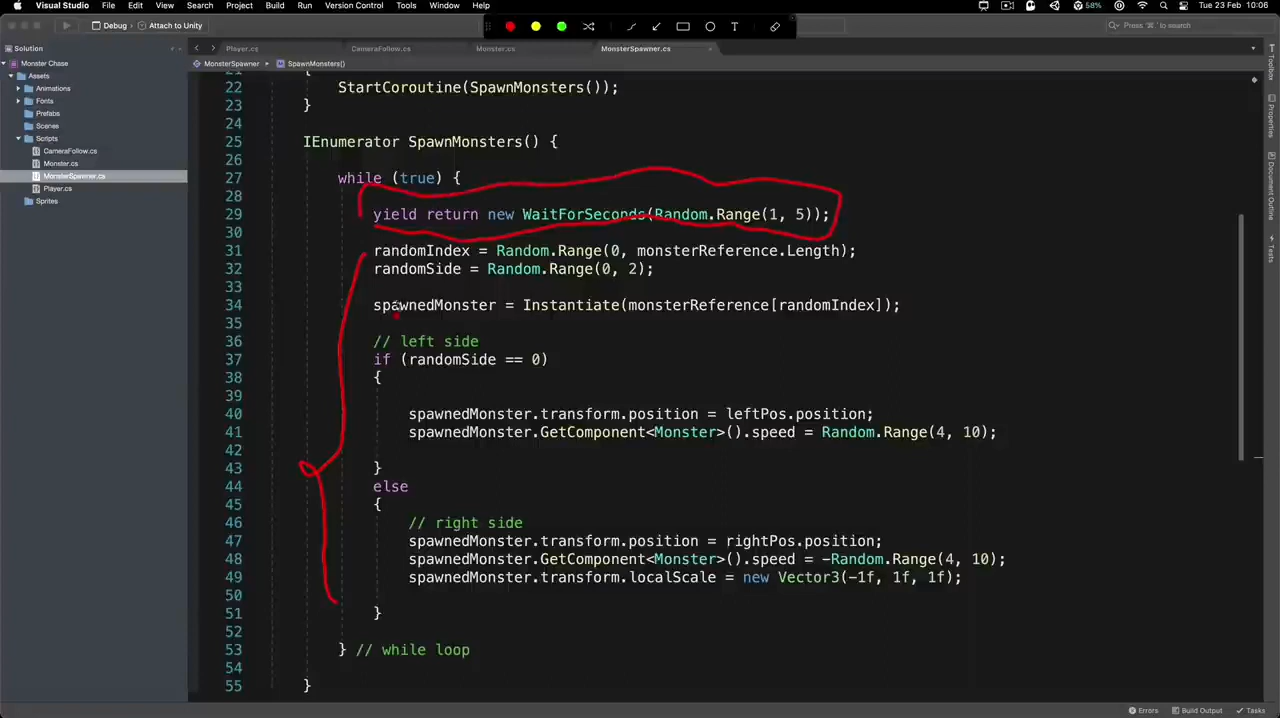 Visual Studio File Edit View Search Project Build Run Version Control Tools Window Help 58% Tue 23 Feb 10:06
Debug Attach to Unity
T
Press '⌘.' to search
Solution
Player.cs CameraFollow.cs Monster.cs MonsterSpawner.cs
Monster Chase
MonsterSpawner SpawnMonsters()
Assets
Animations
Fonts
Prefabs
Scenes
Scripts
CameraFollow.cs
Monster.cs
MonsterSpawner.cs
Player.cs
Sprites
Toolbox
Properties
Document Outline
Tests
22 StartCoroutine(SpawnMonsters());
23 }
24
25 IEnumerator SpawnMonsters() {
26
27 while (true) {
28
29 yield return new WaitForSeconds(Random.Range(1, 5));
30
31 randomIndex = Random.Range(0, monsterReference.Length);
32 randomSide = Random.Range(0, 2);
33
34 spawnedMonster = Instantiate(monsterReference[randomIndex]);
35
36 // left side
37 if (randomSide == 0)
38 {
39
40 spawnedMonster.transform.position = leftPos.position;
41 spawnedMonster.GetComponent<Monster>().speed = Random.Range(4, 10);
42
43 }
44 else
45 {
46 // right side
47 spawnedMonster.transform.position = rightPos.position;
48 spawnedMonster.GetComponent<Monster>().speed = -Random.Range(4, 10);
49 spawnedMonster.transform.localScale = new Vector3(-1f, 1f, 1f);
50
51 }
52
53 } // while loop
54
55 }
Errors Build Output Tasks